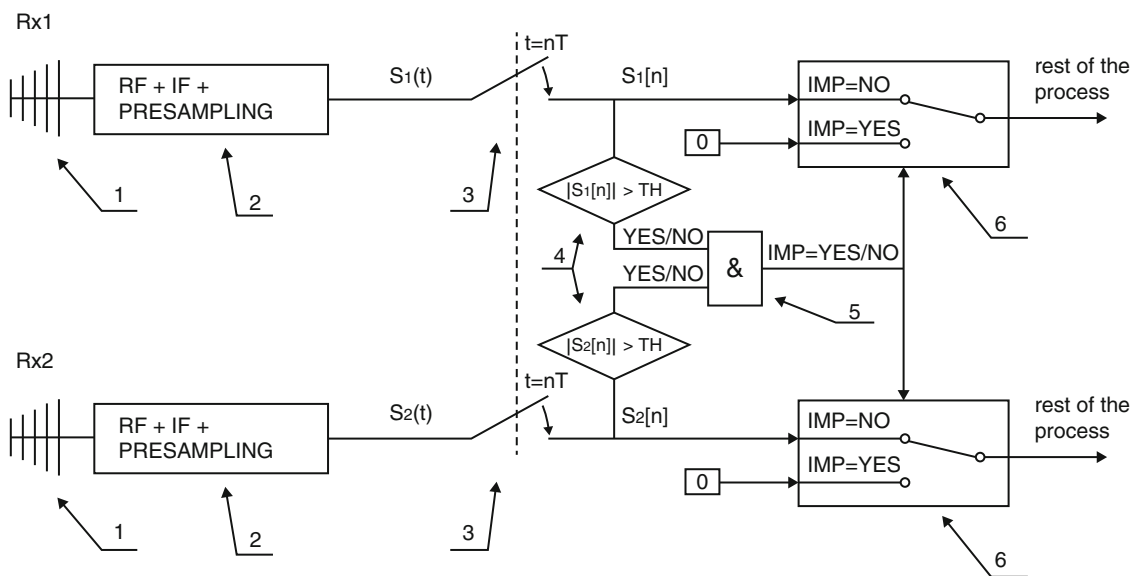 Rx1
RF + IF +
PRESAMPLING
S1(t)
t=nT
S1[n]
IMP=NO
IMP=YES
0
rest of the
process
1
2
3
|S1[n]| > TH
6
YES/NO
4
YES/NO
&
IMP=YES/NO
5
|S2[n]| > TH
Rx2
RF + IF +
PRESAMPLING
S2(t)
t=nT
S2[n]
IMP=NO
IMP=YES
0
rest of the
process
1
2
3
6